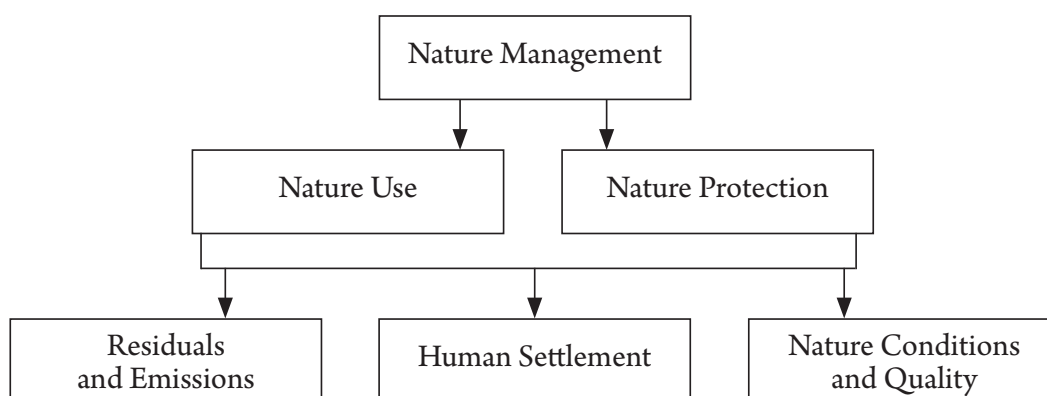 Nature Management
Nature Use
Nature Protection
Residuals
and Emissions
Human Settlement
Nature Conditions
and Quality